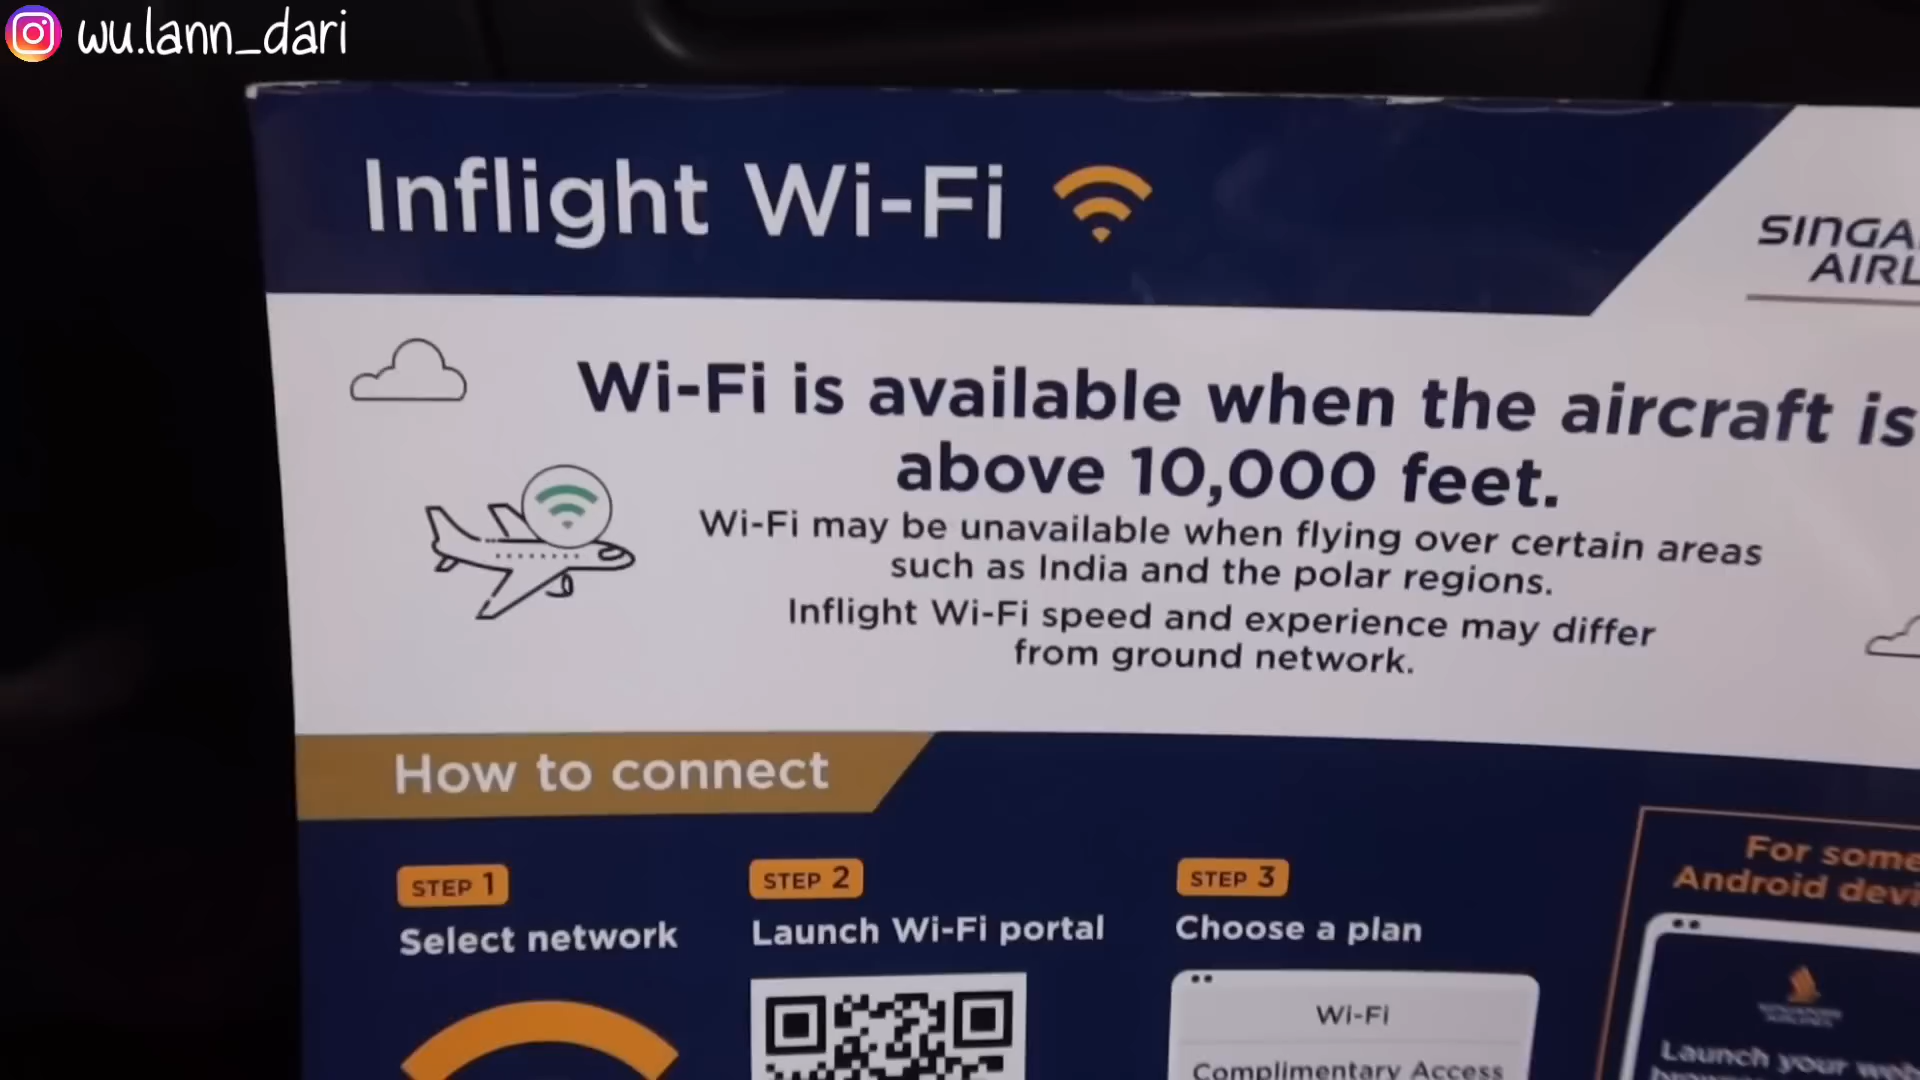 wu.lann_dari
Inflight Wi-Fi
SINGA
AIRL
Wi-Fi is available when the aircraft is
above 10,000 feet.
Wi-Fi may be unavailable when flying over certain areas
such as India and the polar regions.
Inflight Wi-Fi speed and experience may differ
from ground network.
How to connect
STEP 1
Select network
STEP 2
Launch Wi-Fi portal
STEP 3
Choose a plan
Wi-Fi
Complimentary Access
For some
Android devi
SINGAPORE
AIRLINES
Launch your web